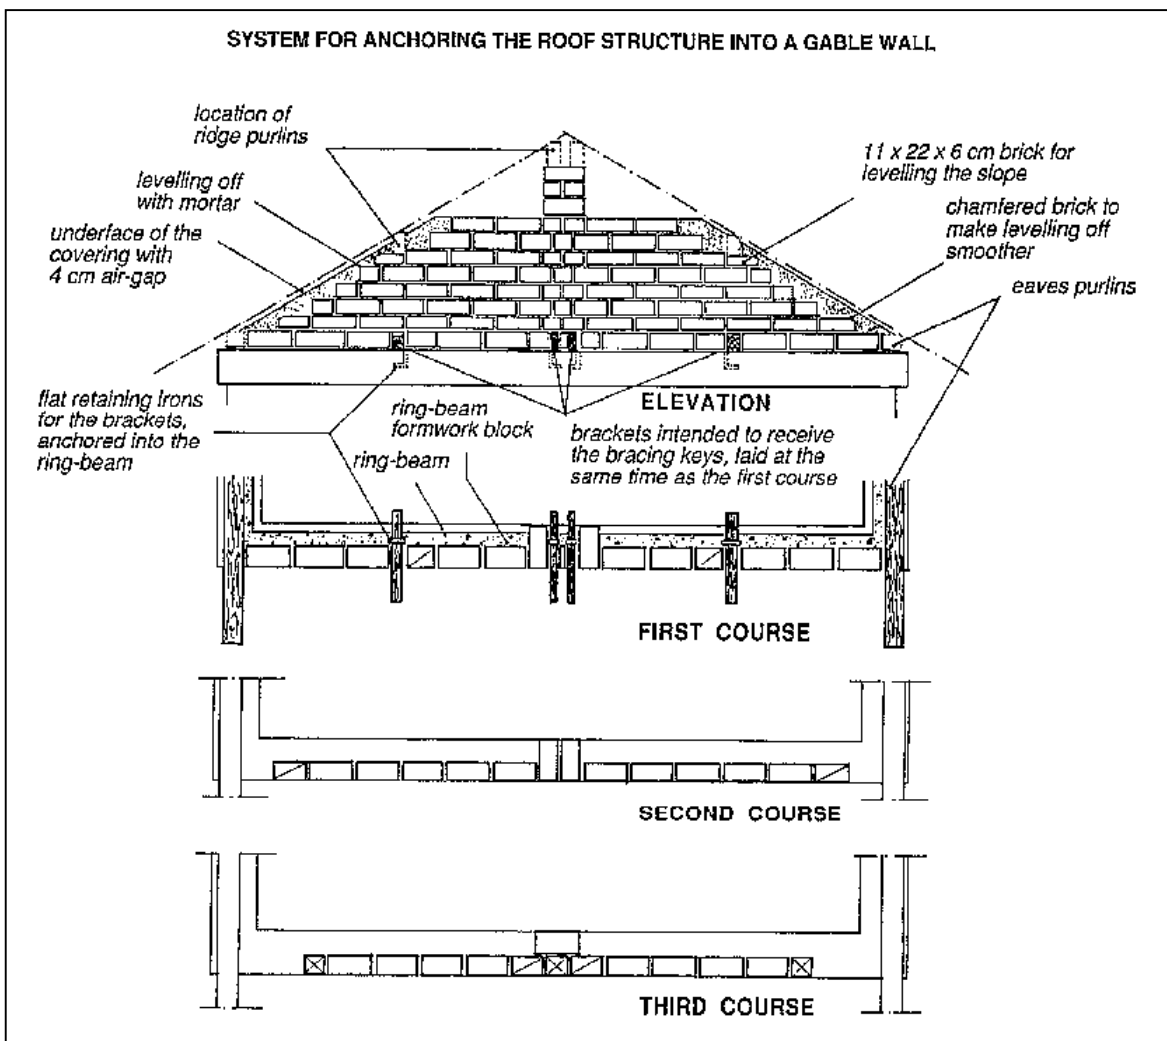 SYSTEM FOR ANCHORING THE ROOF STRUCTURE INTO A GABLE WALL
location of
ridge purlins
levelling off
with mortar
underface of the
covering with
4 cm air-gap
11 x 22 x 6 cm brick for
levelling the slope
chamfered brick to
make levelling off
smoother
eaves purlins
flat retaining irons
for the brackets,
anchored into the
ring-beam
ring-beam
formwork block
ring-beam
ELEVATION
brackets intended to receive
the bracing keys, laid at the
same time as the first course
FIRST COURSE
SECOND COURSE
THIRD COURSE